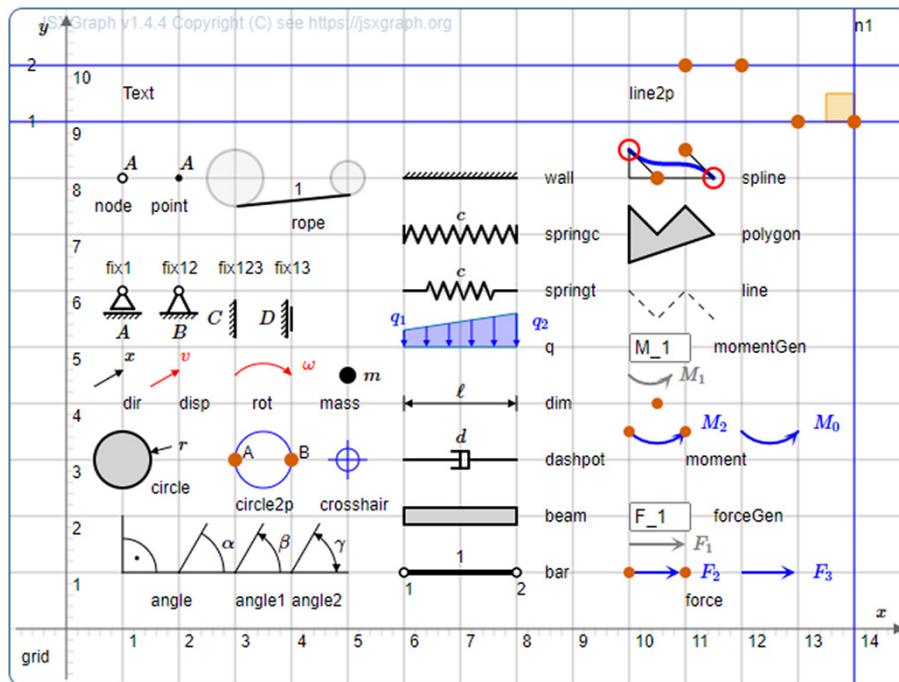 JSXGraph v1.4.4 Copyright (C) see https://jsxgraph.org
y
n1
2
10
Text
line2p
1
9
A
A
1
8
node
point
rope
wall
spline
c
7
springc
polygon
fix1
fix12
fix123
fix13
c
6
springt
line
A
B
C
D
q1
q2
5
q
M_1
momentGen
x
v
ω
m
M1
ℓ
4
dir
disp
rot
mass
dim
r
A
B
d
M2
M0
3
circle
dashpot
moment
circle2p
crosshair
2
beam
F_1
forceGen
α
β
γ
1
F1
1
1
2
bar
F2
F3
angle
angle1
angle2
force
x
grid
1
2
3
4
5
6
7
8
9
10
11
12
13
14